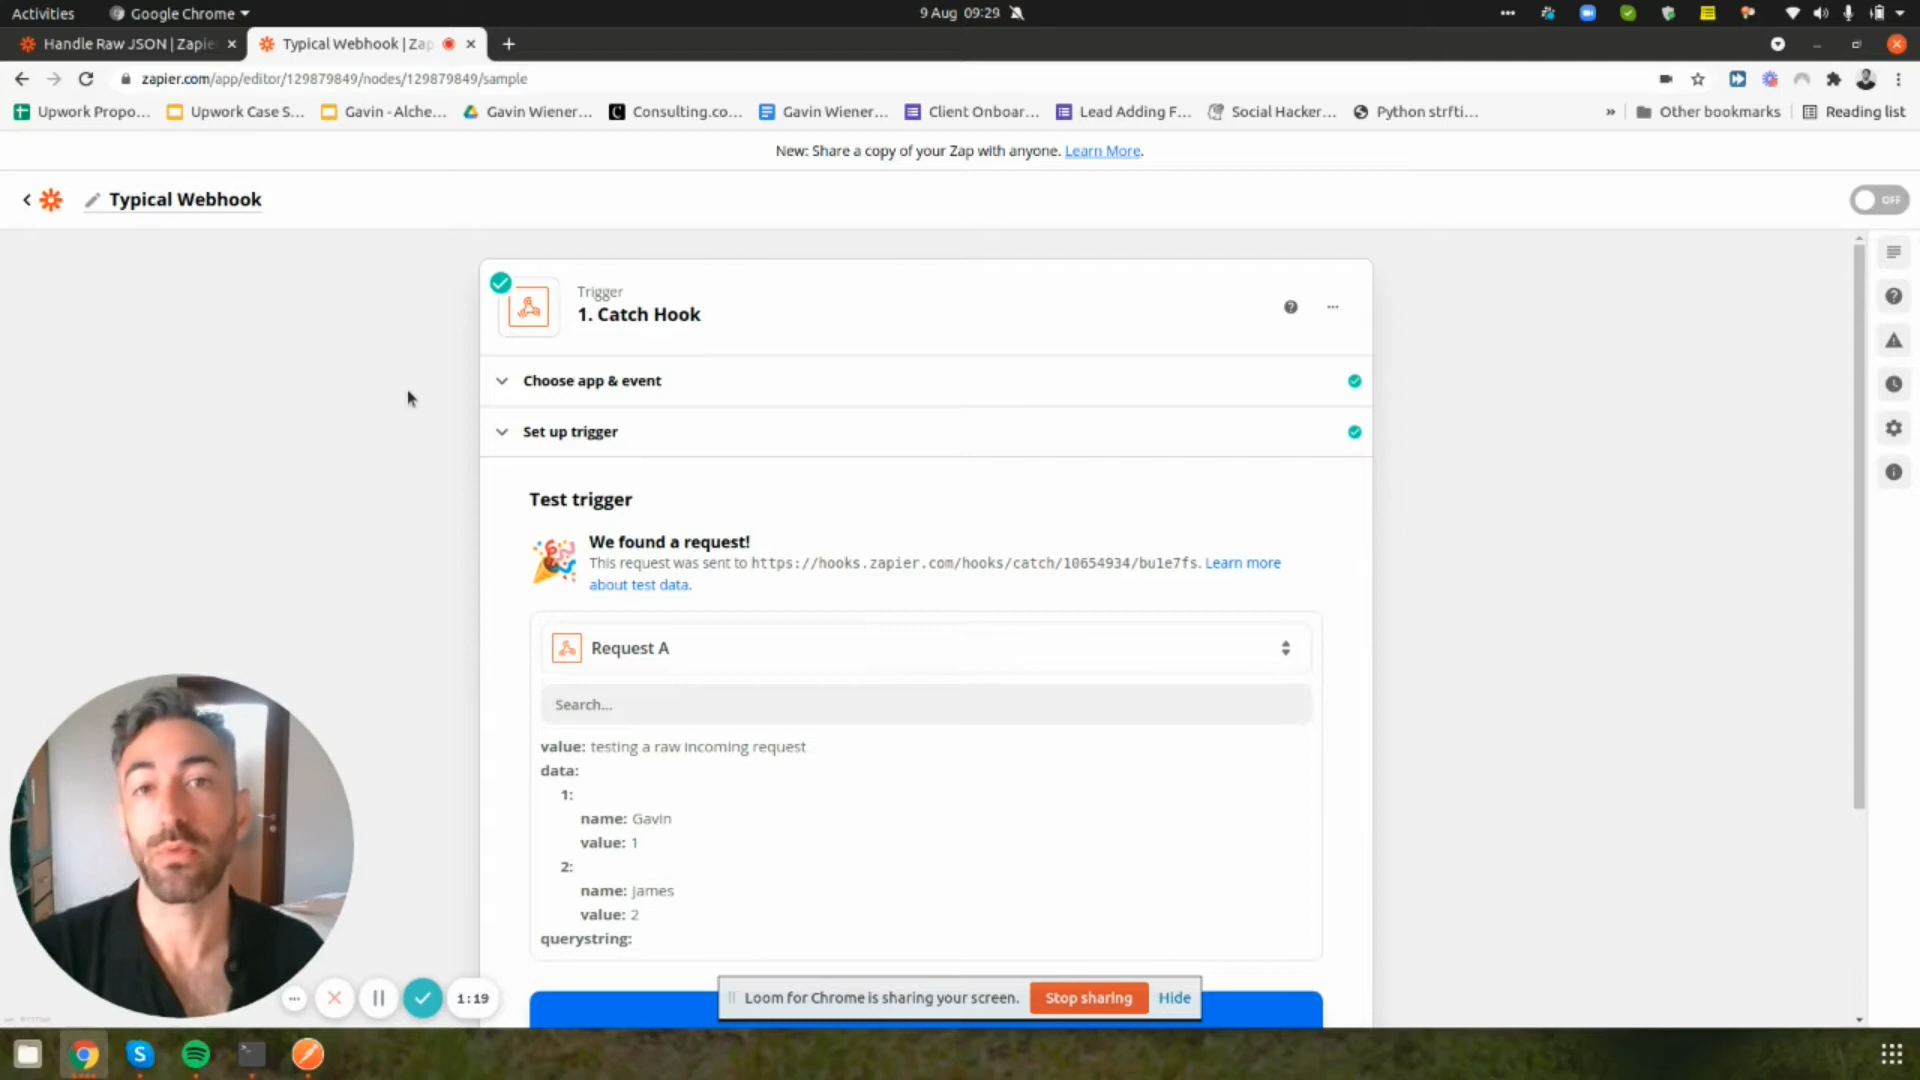 Activities
Google Chrome
9 Aug 09:29
Handle Raw JSON | Zapie
Typical Webhook | Zap
zapier.com/app/editor/129879849/nodes/129879849/sample
Upwork Propo...
Upwork Case S...
Gavin - Alche...
Gavin Wiener...
Consulting.co...
Gavin Wiener...
Client Onboar...
Lead Adding F...
Social Hacker...
Python strfti...
»
Other bookmarks
Reading list
New: Share a copy of your Zap with anyone. Learn More.
Typical Webhook
OFF
Trigger
1. Catch Hook
Choose app & event
Set up trigger
Test trigger
We found a request!
This request was sent to https://hooks.zapier.com/hooks/catch/10654934/bu1e7fs. Learn more
about test data.
Request A
Search...
value: testing a raw incoming request
data:
1:
name: Gavin
value: 1
2:
name: James
value: 2
querystring:
1:19
Loom for Chrome is sharing your screen.
Stop sharing
Hide